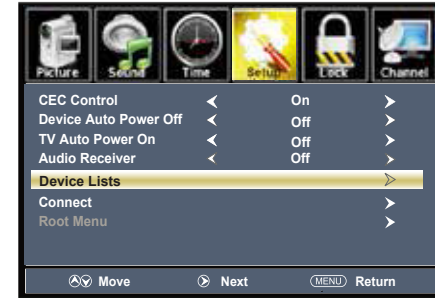 Picture Sound Time Setup Lock Channel
CEC Control On
Device Auto Power Off Off
TV Auto Power On Off
Audio Receiver Off
Device Lists
Connect
Root Menu
Move Next MENU Return